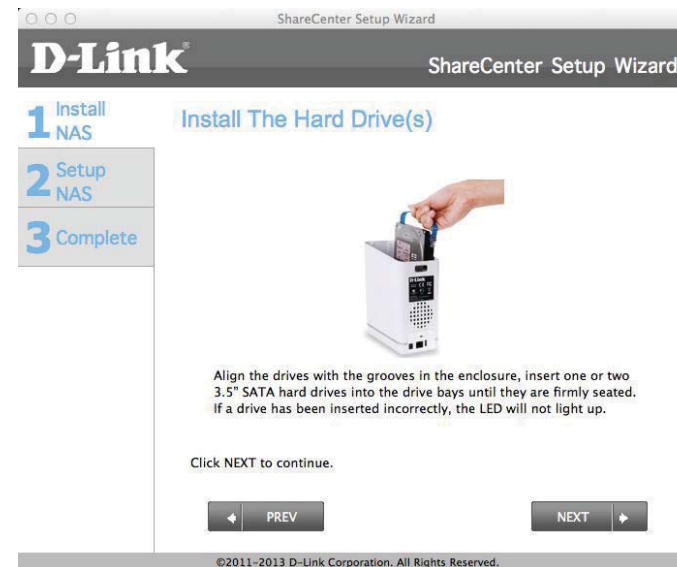 ShareCenter Setup Wizard
D-Link
ShareCenter Setup Wizard
1 Install
NAS
2 Setup
NAS
3 Complete
Install The Hard Drive(s)
D-Link
Align the drives with the grooves in the enclosure, insert one or two
3.5" SATA hard drives into the drive bays until they are firmly seated.
If a drive has been inserted incorrectly, the LED will not light up.
Click NEXT to continue.
PREV
NEXT
©2011-2013 D-Link Corporation. All Rights Reserved.